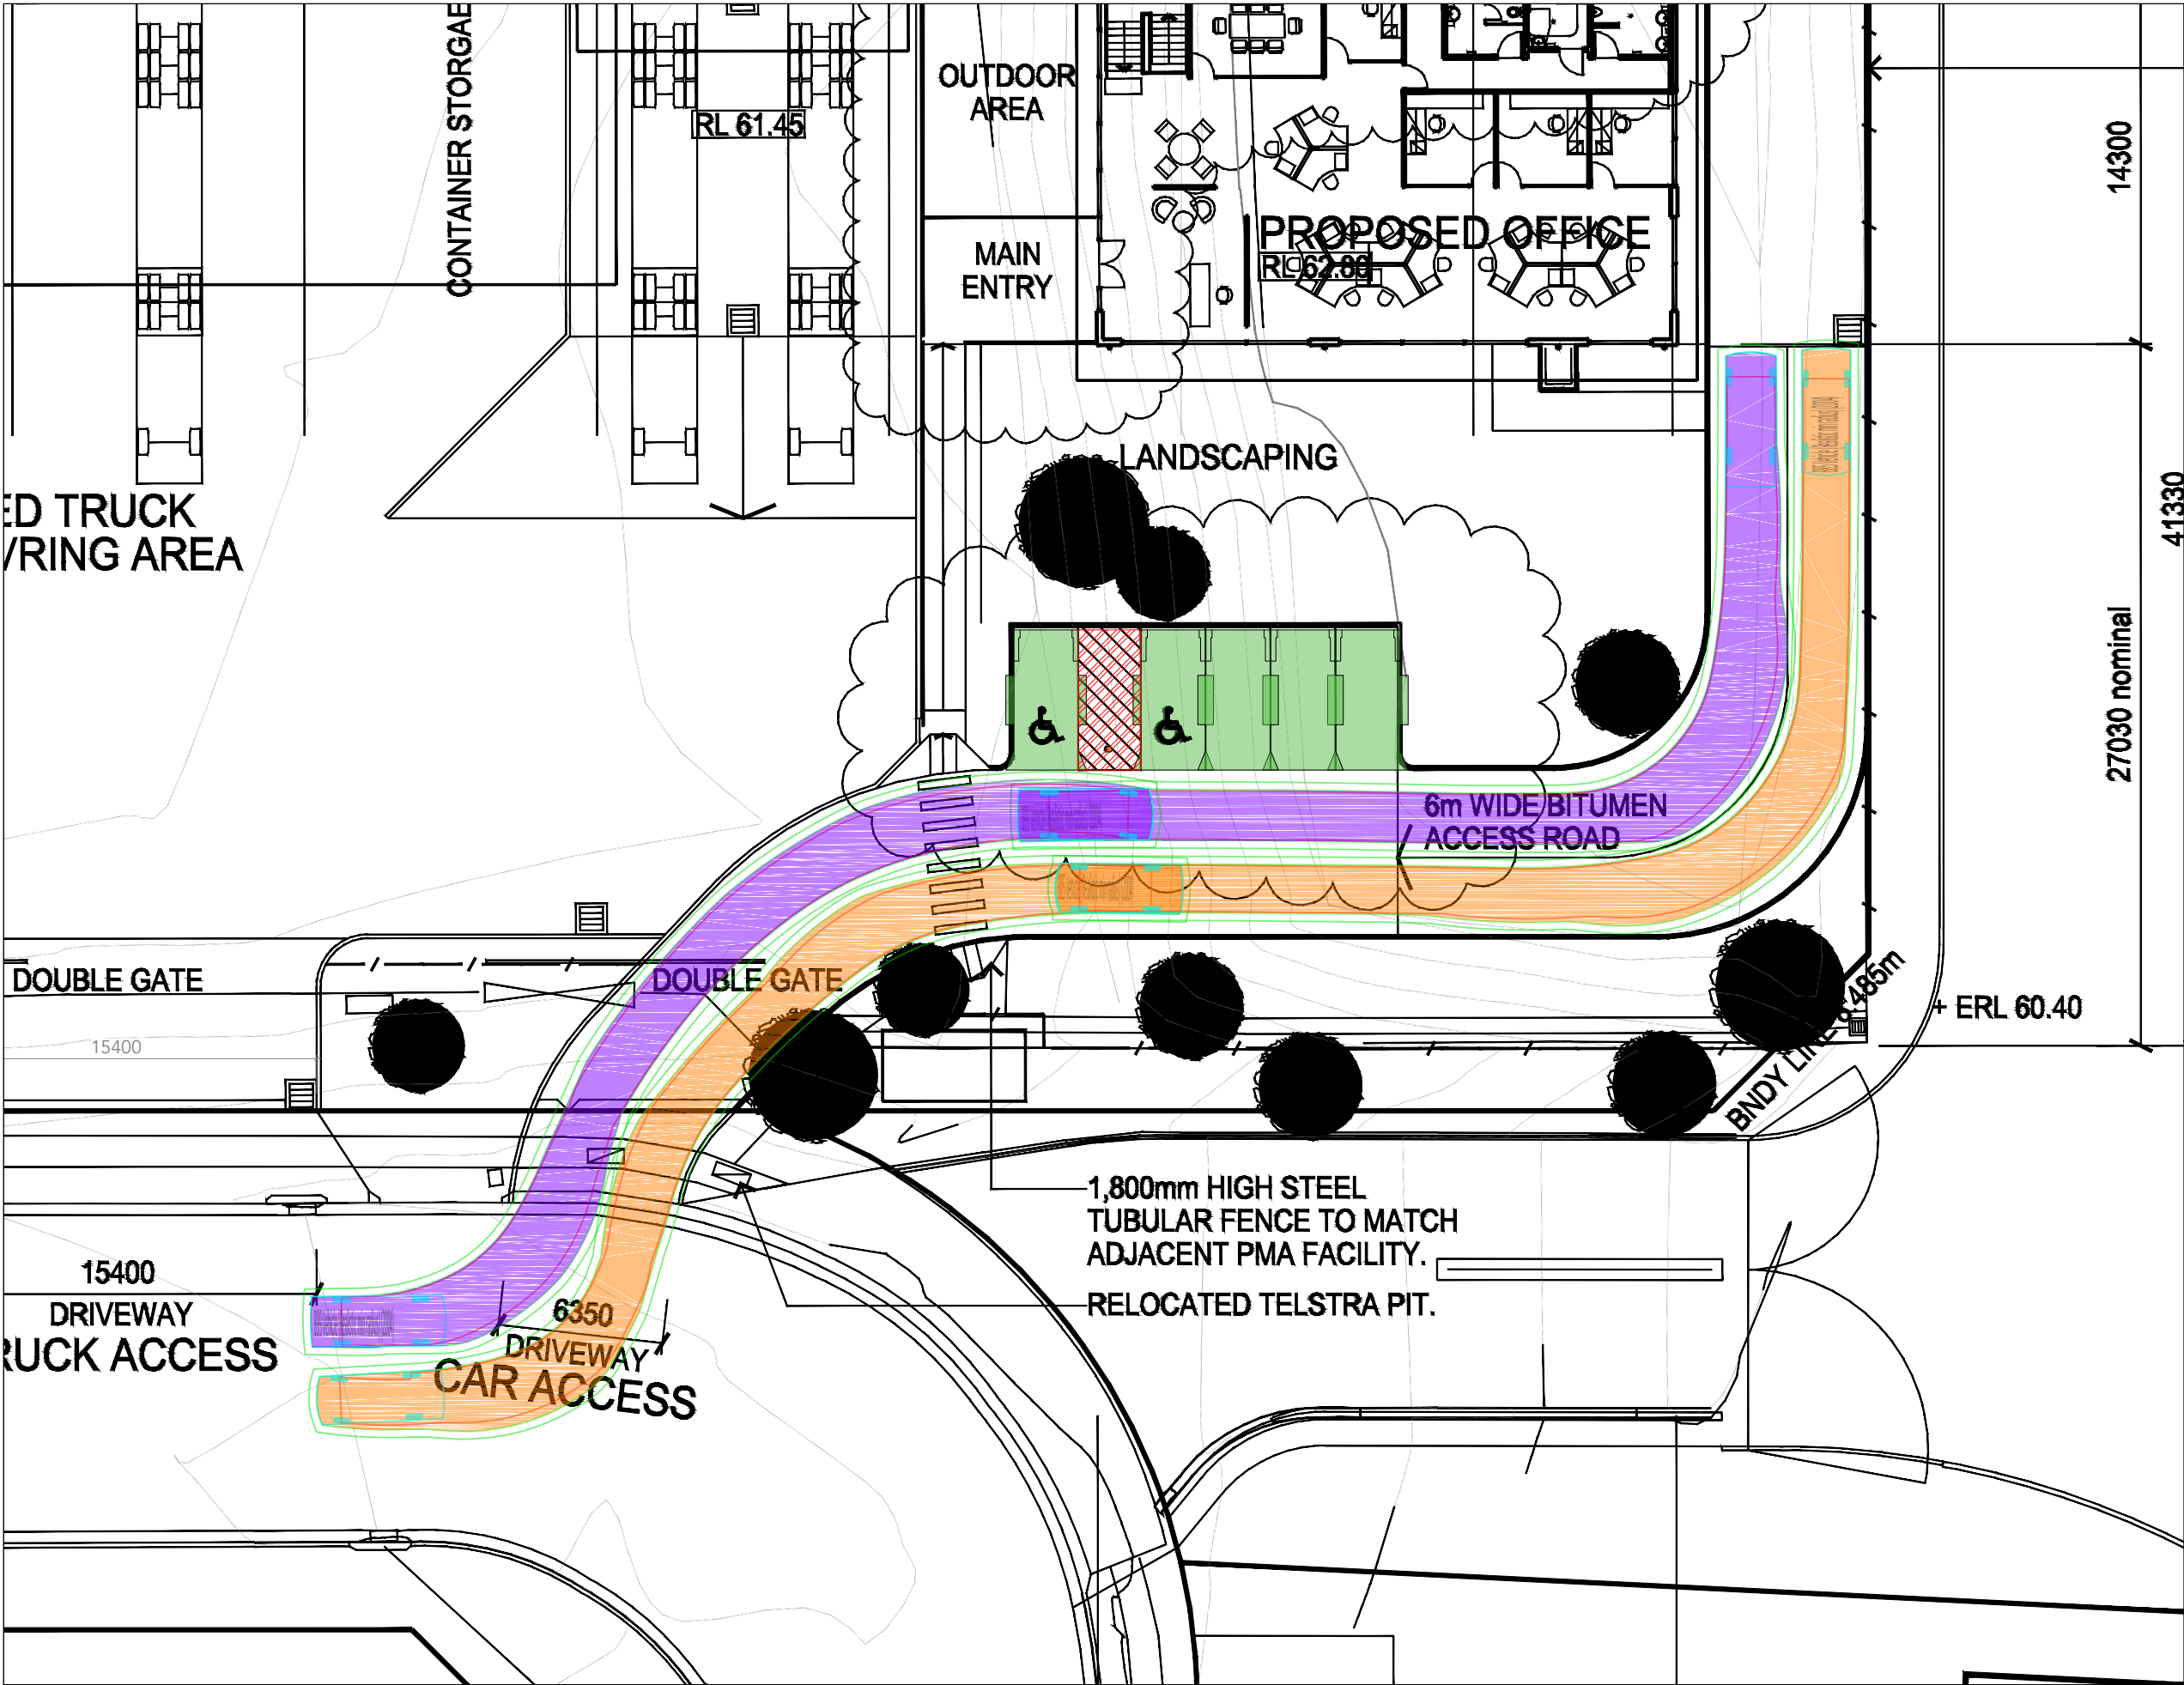 CONTAINER STORGAE
RL 61.45
OUTDOOR
AREA
MAIN
ENTRY
PROPOSED OFFICE
RL 62.80
14300
41330
27030 nominal
LANDSCAPING
ED TRUCK
VRING AREA
6m WIDE BITUMEN
ACCESS ROAD
DOUBLE GATE
DOUBLE GATE
15400
+ ERL 60.40
BNDY LINE 8.485m
1,800mm HIGH STEEL
TUBULAR FENCE TO MATCH
ADJACENT PMA FACILITY.
RELOCATED TELSTRA PIT.
15400
DRIVEWAY
RUCK ACCESS
6350
DRIVEWAY
CAR ACCESS